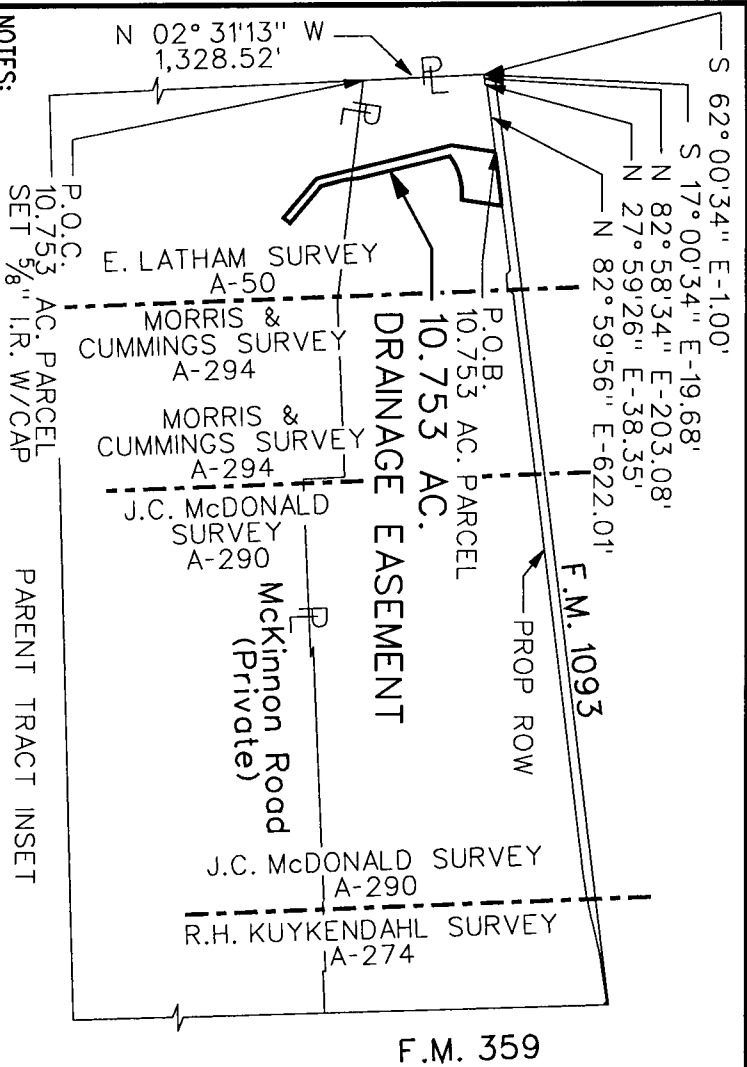 N 02° 31'13" W
1,328.52'
PL
S 62° 00'34" E-1.00'
S 17° 00'34" E-19.68'
N 82° 58'34" E-203.08'
N 27° 59'26" E-38.35'
N 82° 59'56" E-622.01'
PL
P.O.C.
10.753 AC. PARCEL
SET 5/8" I.R. W/CAP
P.O.B.
10.753 AC. PARCEL
10.753 AC.
DRAINAGE EASEMENT
E. LATHAM SURVEY
A-50
MORRIS &
CUMMINGS SURVEY
A-294
MORRIS &
CUMMINGS SURVEY
A-294
J.C. McDONALD
SURVEY
A-290
F.M. 1093
PROP ROW
PL
McKinnon Road
(Private)
J.C. McDONALD SURVEY
A-290
R.H. KUYKENDAHL SURVEY
A-274
F.M. 359
PARENT TRACT INSET
NOTES: